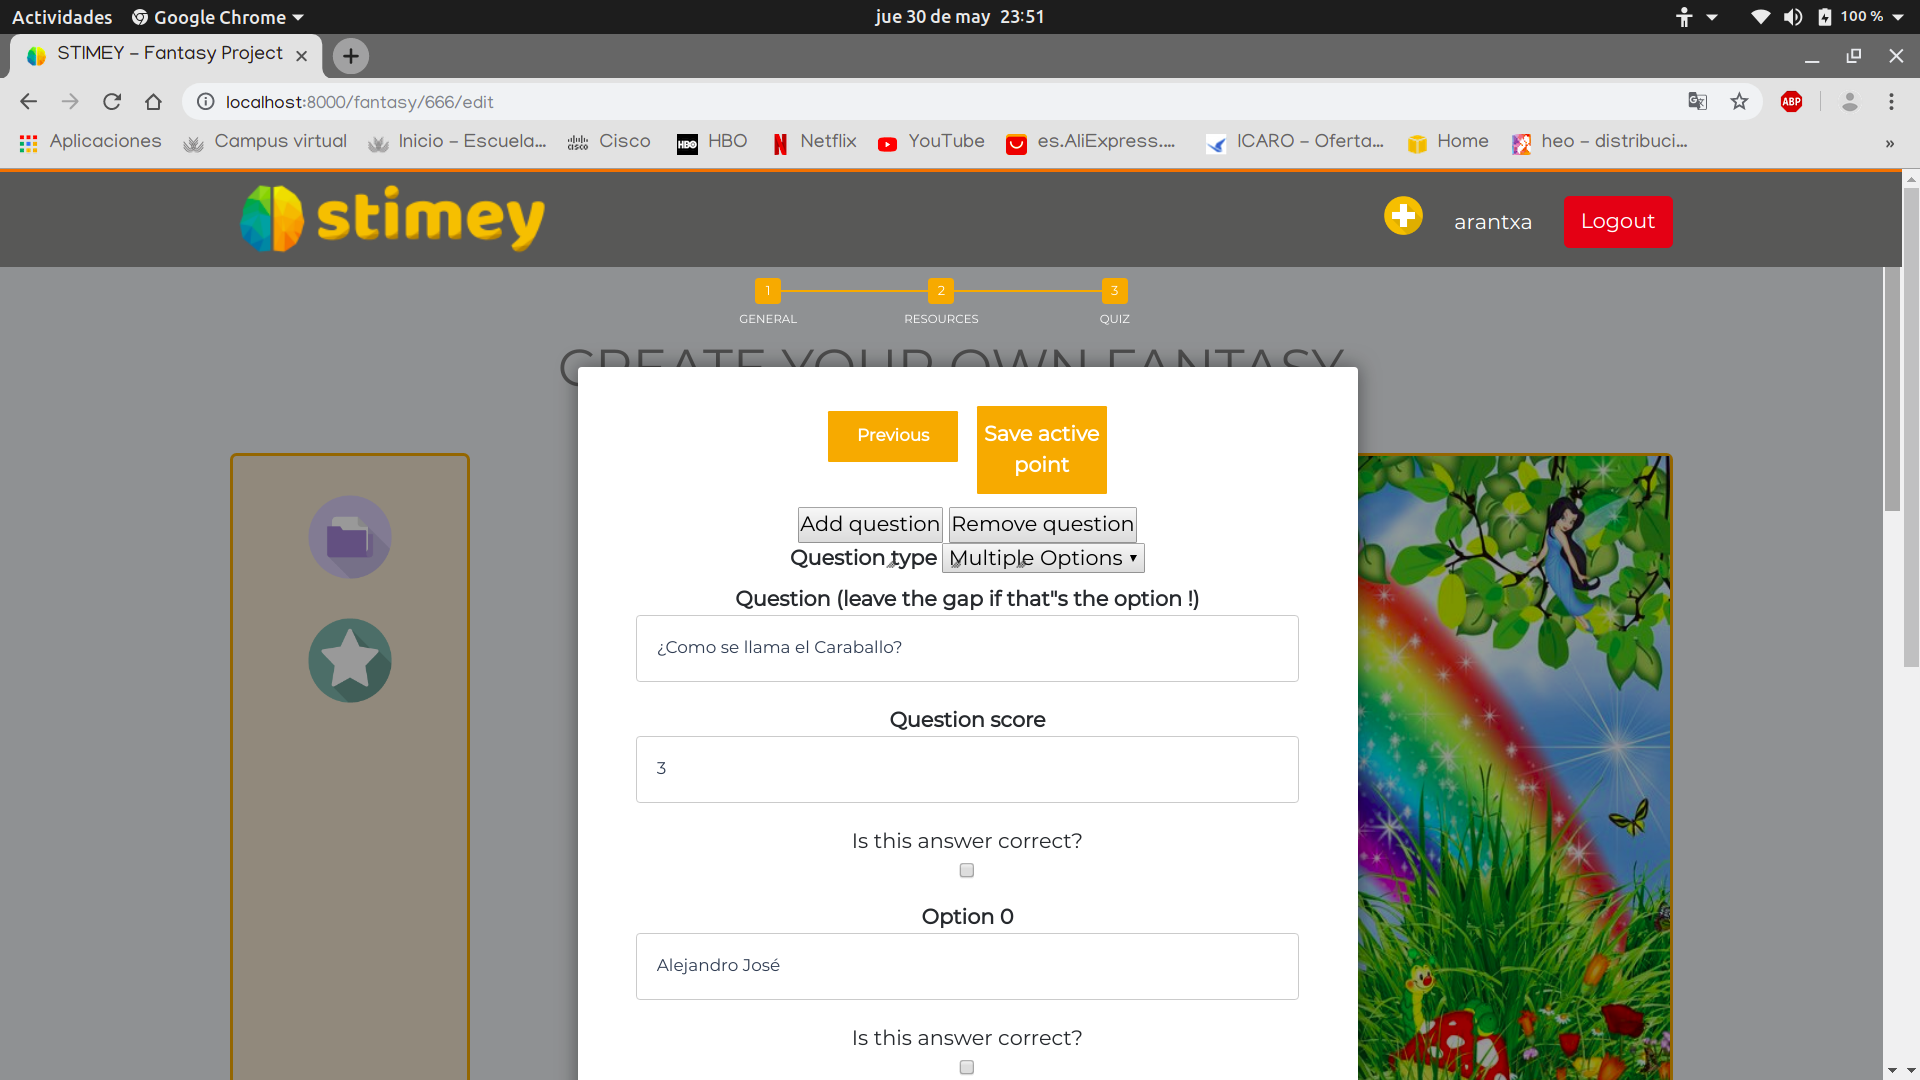 Actividades
Google Chrome
jue 30 de may 23:51
100 %
STIMEY – Fantasy Project
localhost:8000/fantasy/666/edit
ABP
Aplicaciones
Campus virtual
Inicio – Escuela...
Cisco
HBO
Netflix
YouTube
es.AliExpress....
ICARO – Oferta...
Home
heo – distribuci...
»
stimey
arantxa
Logout
1
2
3
GENERAL
RESOURCES
QUIZ
CREATE YOUR OWN FANTASY
Previous
Save active
point
Add question
Remove question
Question type
Multiple Options
Question (leave the gap if that"s the option !)
¿Como se llama el Caraballo?
Question score
3
Is this answer correct?
Option 0
Alejandro José
Is this answer correct?